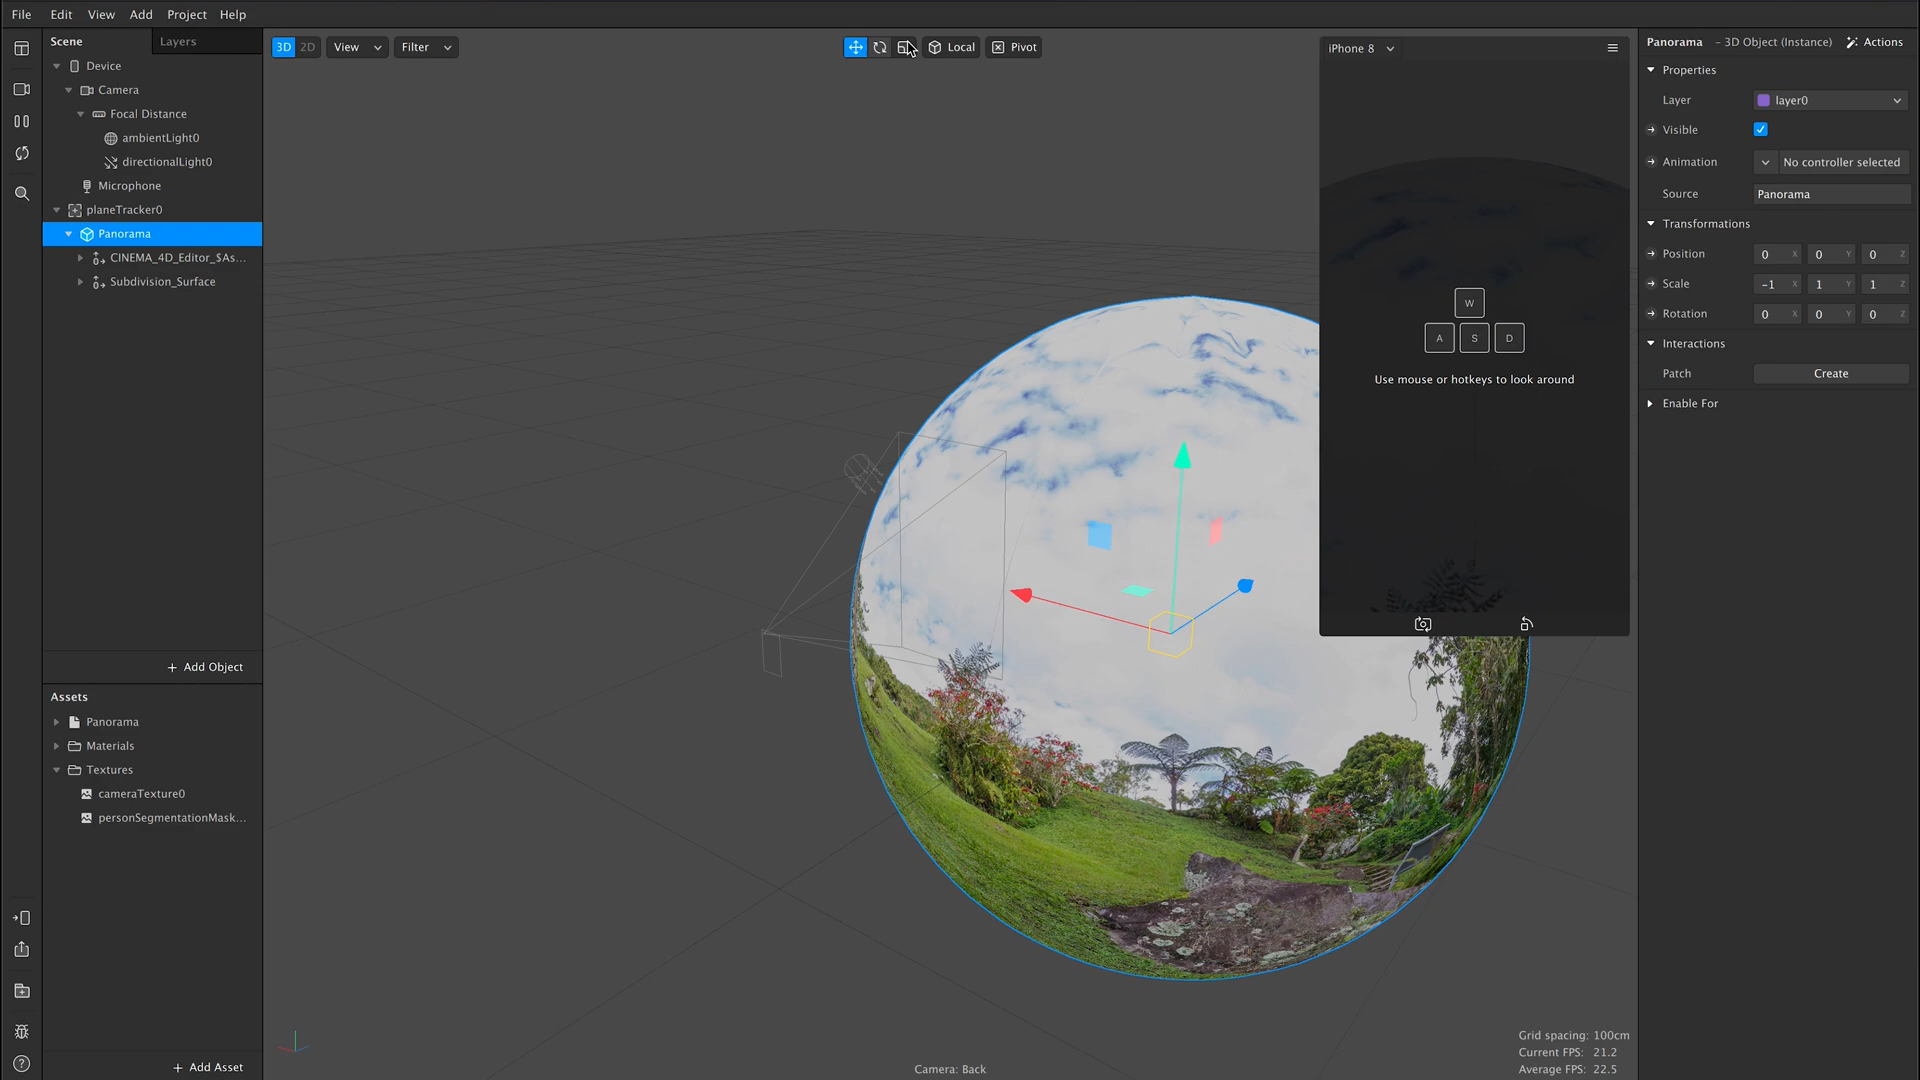 File Edit View Add Project Help
Scene Layers
Device
Camera
Focal Distance
ambientLight0
directionalLight0
Microphone
planeTracker0
Panorama
CINEMA_4D_Editor_$As...
Subdivision_Surface
+ Add Object
Assets
Panorama
Materials
Textures
cameraTexture0
personSegmentationMask...
+ Add Asset
3D 2D View Filter
Local Pivot
iPhone 8
W
A S D
Use mouse or hotkeys to look around
Camera: Back
Grid spacing: 100cm
Current FPS: 21.2
Average FPS: 22.5
Panorama – 3D Object (Instance) Actions
Properties
Layer layer0
Visible
Animation No controller selected
Source Panorama
Transformations
Position 0 X 0 Y 0 Z
Scale -1 X 1 Y 1 Z
Rotation 0 X 0 Y 0 Z
Interactions
Patch Create
Enable For